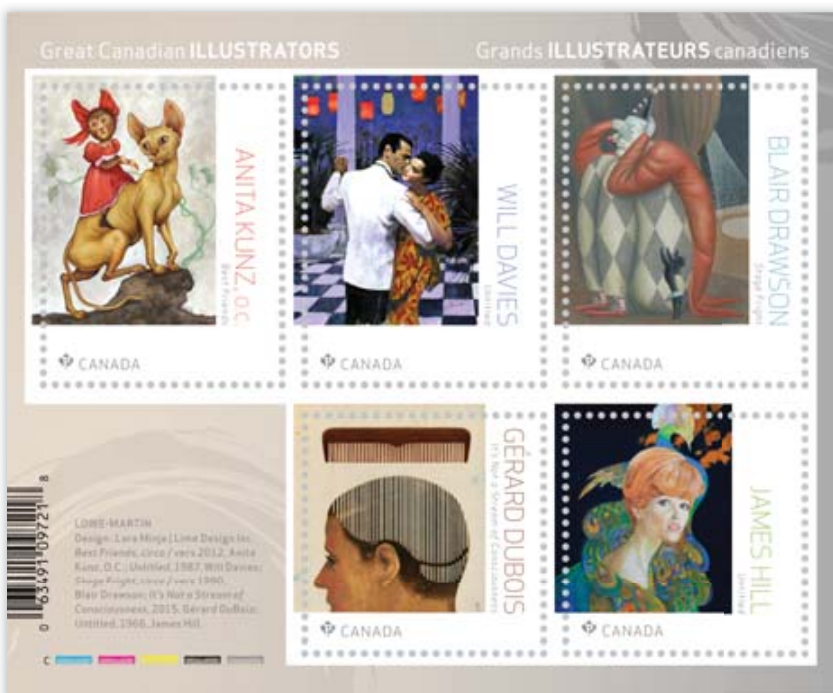 Great Canadian ILLUSTRATORS
Grands ILLUSTRATEURS canadiens
ANITA KUNZ, O.C.
Best Friends
CANADA
WILL DAVIES
Untitled
CANADA
BLAIR DRAWSON
Stage Fright
CANADA
GÉRARD DUBOIS
It's Not a Stream of Consciousness
CANADA
JAMES HILL
Untitled
CANADA
0 63491 09721 8
LOWE-MARTIN
Design: Lara Minja | Lime Design Inc.
Best Friends, circa / vers 2012, Anita
Kunz, O.C.; Untitled, 1987, Will Davies;
Stage Fright, circa / vers 1990,
Blair Drawson; It's Not a Stream of
Consciousness, 2015, Gérard DuBois;
Untitled, 1966, James Hill.
C